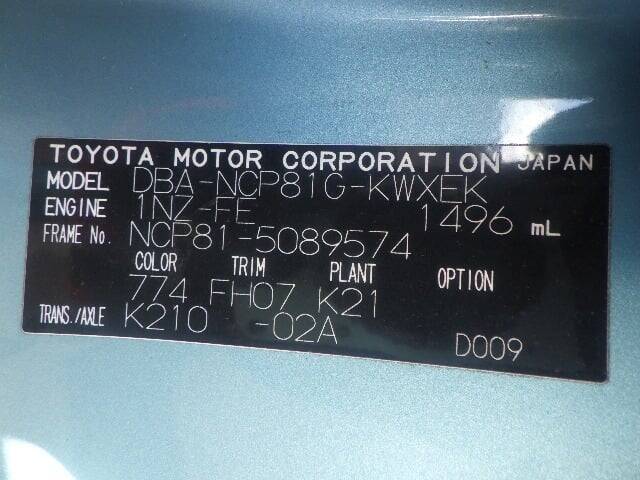 TOYOTA MOTOR CORPORATION JAPAN
MODEL DBA-NCP81G-KWXEK
ENGINE 1NZ-FE 1496 mL
FRAME No. NCP81-5089574
COLOR TRIM PLANT OPTION
774 FH07 K21
TRANS./AXLE K210 -02A
D009